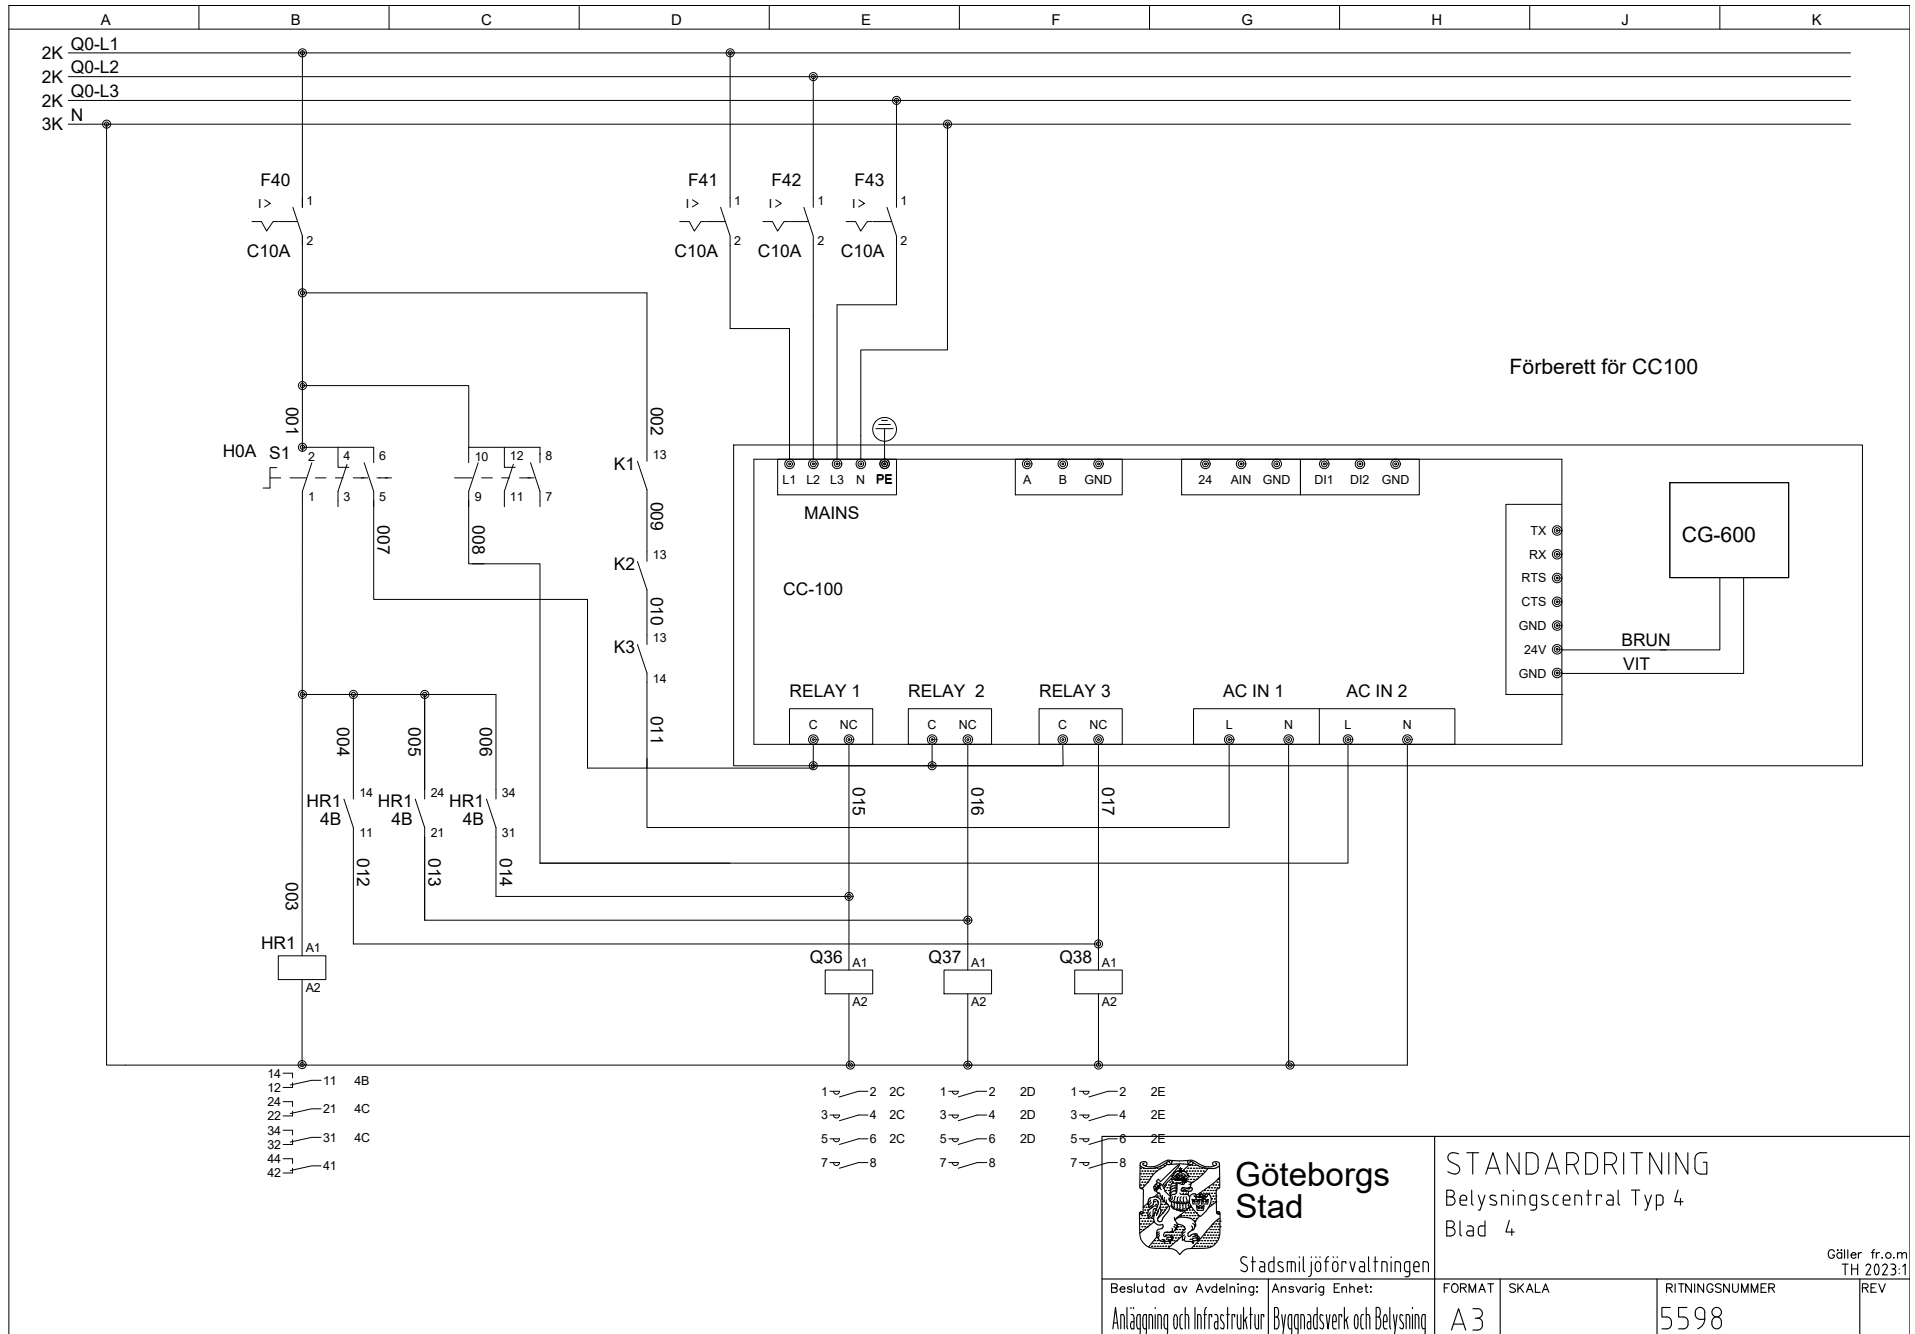 A B C D E F G H J K
2K Q0-L1
2K Q0-L2
2K Q0-L3
3K N
F40 F41 F42 F43
I> 1 I> 1 I> 1 I> 1
2 2 2 2
C10A C10A C10A C10A
Förberett för CC100
001 002
H0A S1 2 4 6 10 12 8 K1 13
1 3 5 9 11 7
L1 L2 L3 N PE A B GND 24 AIN GND DI1 DI2 GND
MAINS
007 008 009
CG-600
TX
RX
RTS
CTS
GND
24V
GND
K2 13
CC-100
010
K3 13
14
BRUN
VIT
RELAY 1 RELAY 2 RELAY 3 AC IN 1 AC IN 2
C NC C NC C NC L N L N
004 005 006 011
HR1 14 HR1 24 HR1 34
4B 11 4B 21 4B 31
015 016 017
012 013 014
003
HR1 A1
A2
Q36 A1 Q37 A1 Q38 A1
A2 A2 A2
14
12 11 4B
24
22 21 4C
34
32 31 4C
44
42 41
1 2 2C 1 2 2D 1 2 2E
3 4 2C 3 4 2D 3 4 2E
5 6 2C 5 6 2D 5 6 2E
7 8 7 8 7 8
Göteborgs
Stad
Stadsmiljöförvaltningen
STANDARDRITNING
Belysningscentral Typ 4
Blad 4
Gäller fr.o.m
TH 2023:1
Beslutad av Avdelning: Ansvarig Enhet: FORMAT SKALA RITNINGSNUMMER REV
Anläggning och Infrastruktur Byggnadsverk och Belysning A3 5598